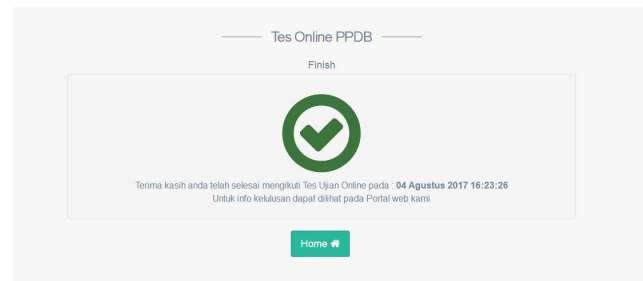 Tes Online PPDB
Finish
Terima kasih anda telah selesai mengikuti Tes Ujian Online pada : 04 Agustus 2017 16:23:26
Untuk info kelulusan dapat dilihat pada Portal web kami
Home